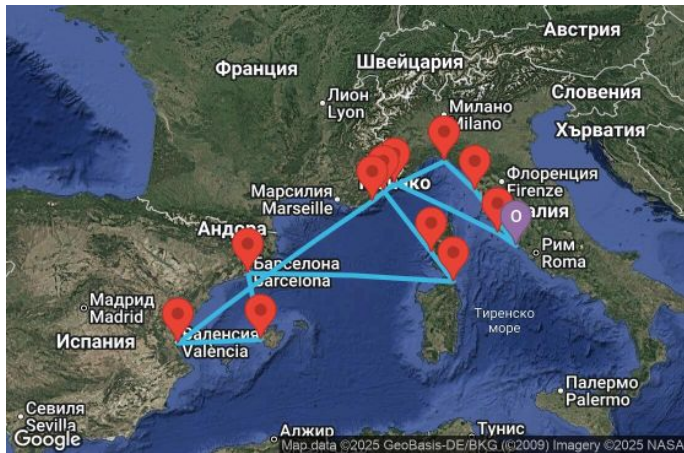 Австрия
Швейцария
Франция
Словения
Лион
Lyon
Милано
Milano
Хърватия
Флоренция
Firenze
Марсилия
Marseille
Андора
Рим
Roma
O
Барселона
Barcelona
Мадрид
Madrid
Тиренско
море
Валенсия
València
Испания
Палермо
Palermo
Севиля
Sevilla
Алжир
Тунис
Google
Map data ©2025 GeoBasis-DE/BKG (©2009) Imagery ©2025 NASA